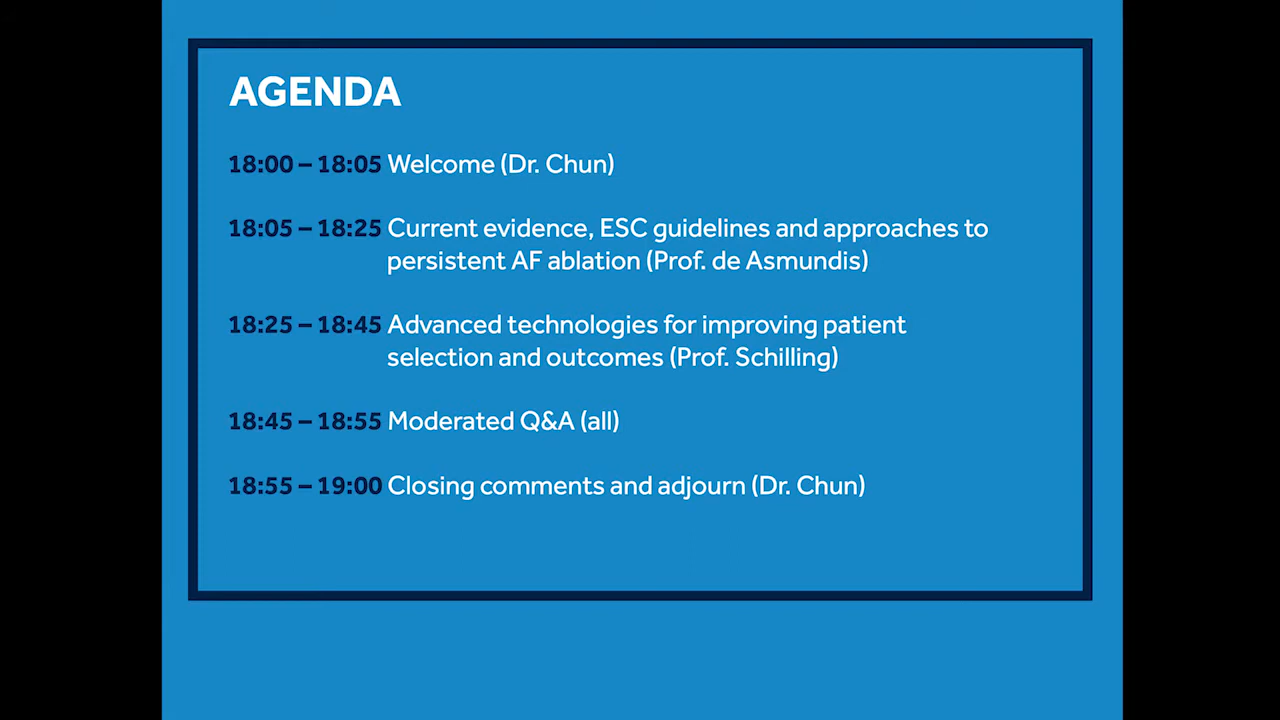 AGENDA
18:00 – 18:05 Welcome (Dr. Chun)
18:05 – 18:25 Current evidence, ESC guidelines and approaches to
persistent AF ablation (Prof. de Asmundis)
18:25 – 18:45 Advanced technologies for improving patient
selection and outcomes (Prof. Schilling)
18:45 – 18:55 Moderated Q&A (all)
18:55 – 19:00 Closing comments and adjourn (Dr. Chun)